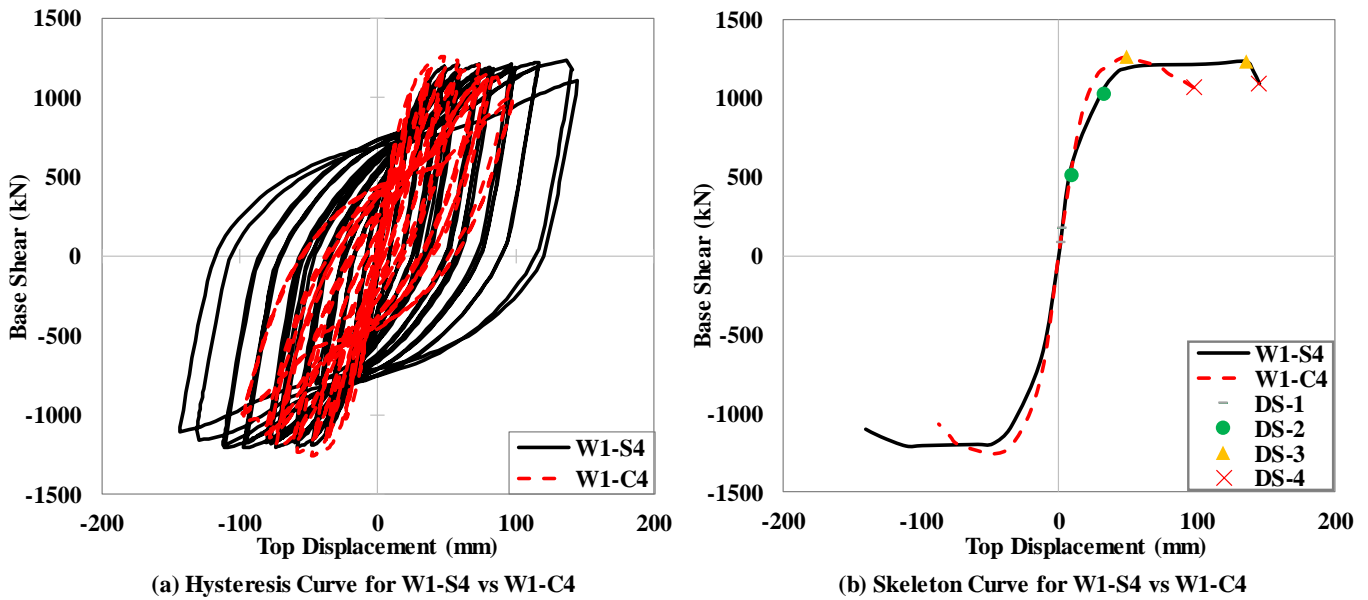 1500
1000
500
0
-500
-1000
-1500
-200
-100
0
100
200
Base Shear (kN)
Top Displacement (mm)
W1-S4
W1-C4
(a) Hysteresis Curve for W1-S4 vs W1-C4
1500
1000
500
0
-500
-1000
-1500
-200
-100
0
100
200
Base Shear (kN)
Top Displacement (mm)
W1-S4
W1-C4
DS-1
DS-2
DS-3
DS-4
(b) Skeleton Curve for W1-S4 vs W1-C4